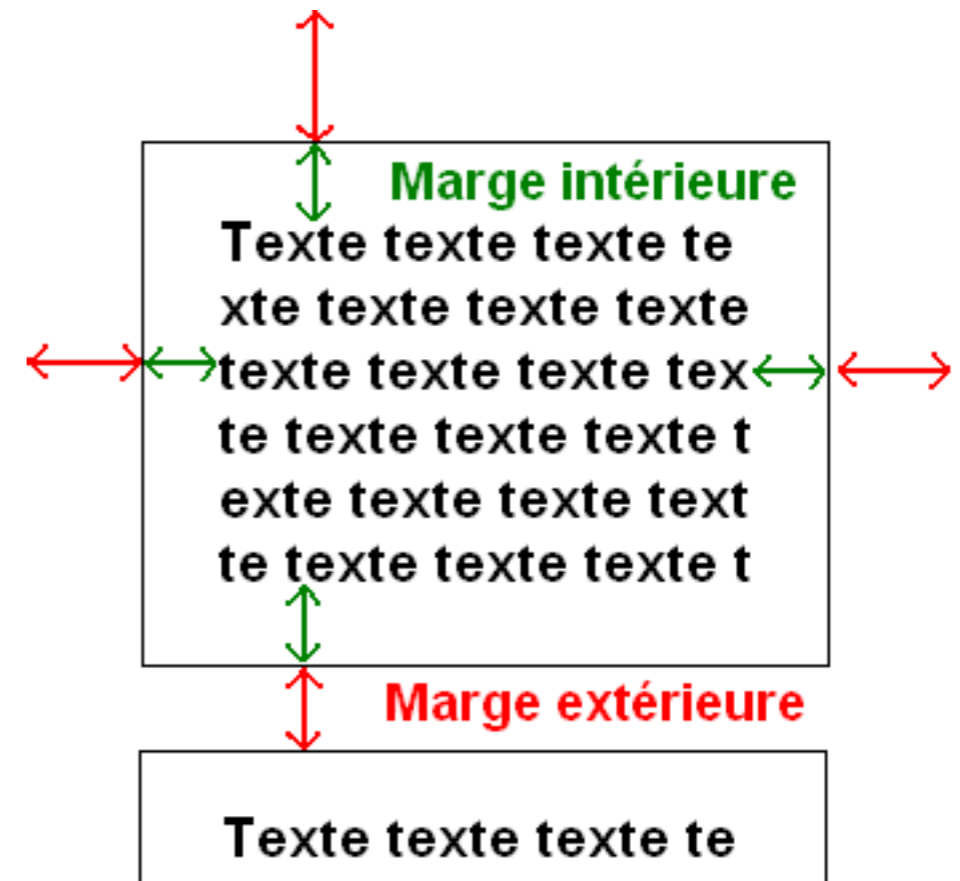 Marge intérieure
Texte texte texte te
xte texte texte texte
texte texte texte tex
te texte texte texte t
exte texte texte text
te texte texte texte t
Marge extérieure
Texte texte texte te